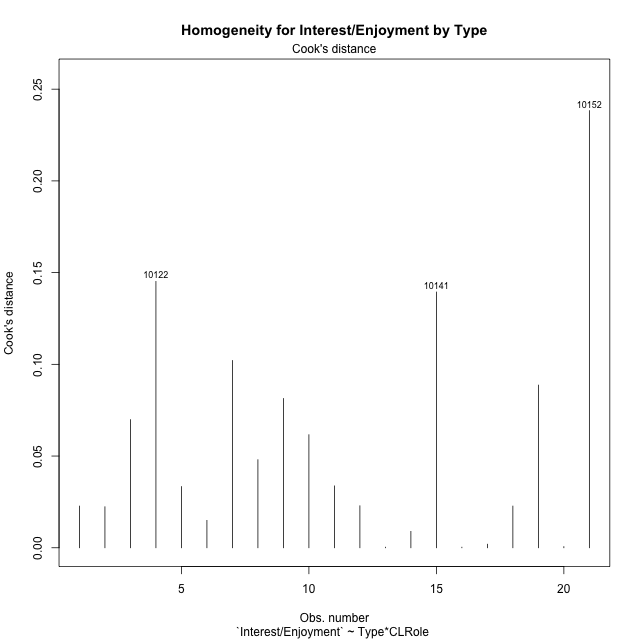 Homogeneity for Interest/Enjoyment by Type
Cook's distance
10152
10122
10141
Cook's distance
0.25
0.20
0.15
0.10
0.05
0.00
5 10 15 20
Obs. number
`Interest/Enjoyment` ~ Type*CLRole